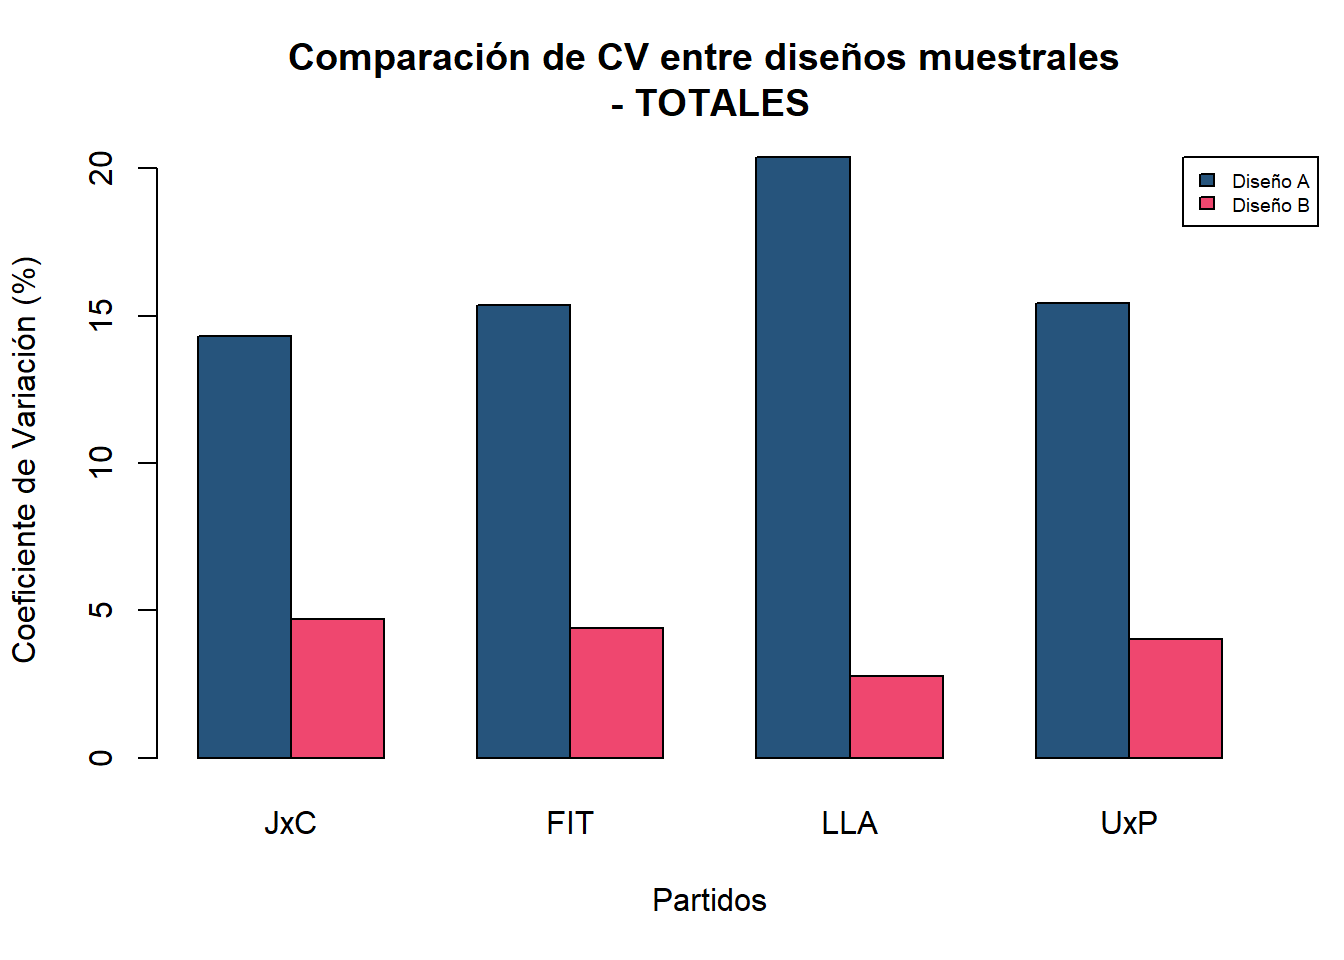 Comparación de CV entre diseños muestrales
- TOTALES
Diseño A
Diseño B
Coeficiente de Variación (%)
20
15
10
5
0
JxC FIT LLA UxP
Partidos